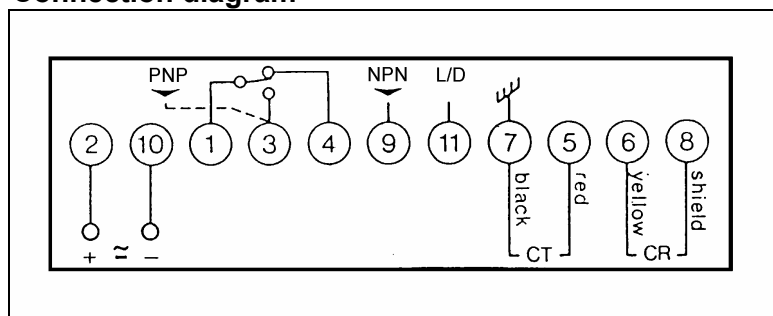 Connection diagram
PNP NPN L/D
2 10 1 3 4 9 11 7 5 6 8
black red yellow shield
+ ≃ − CT CR